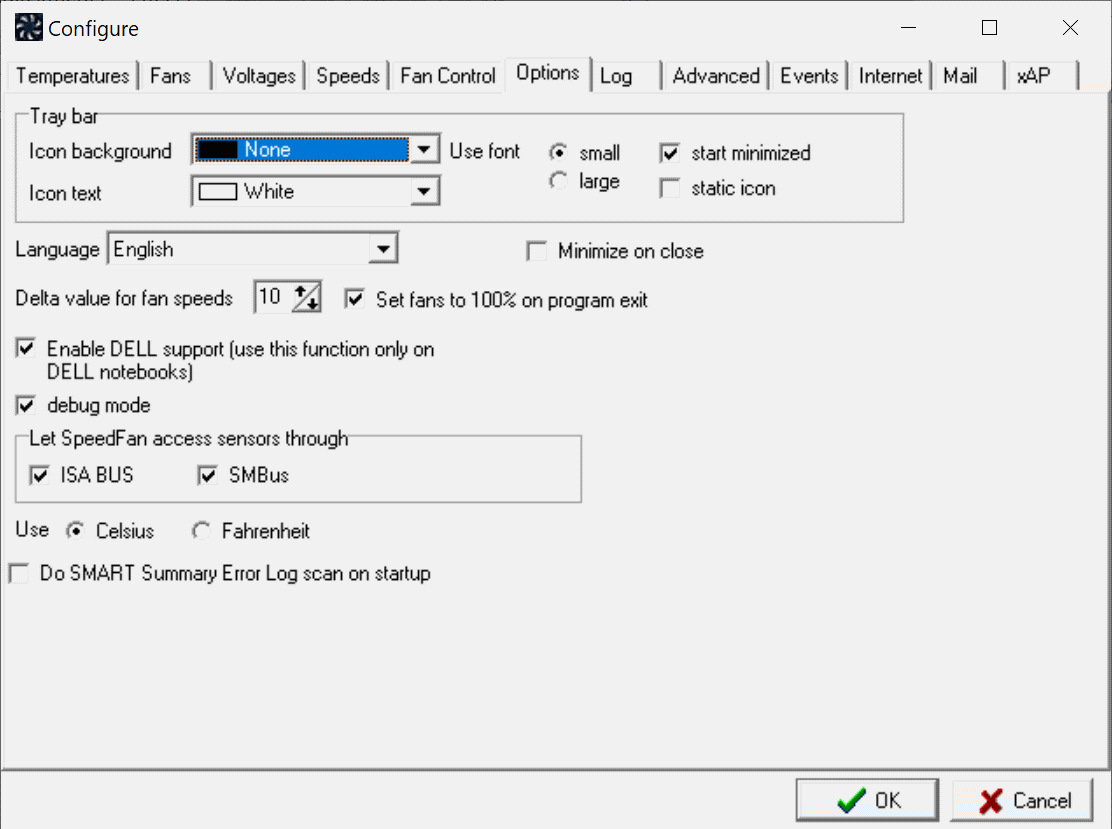 Configure
Temperatures Fans Voltages Speeds Fan Control Options Log Advanced Events Internet Mail xAP
Tray bar
Icon background None Use font small start minimized
Icon text White large static icon
Language English Minimize on close
Delta value for fan speeds 10 Set fans to 100% on program exit
Enable DELL support (use this function only on
DELL notebooks)
debug mode
Let SpeedFan access sensors through
ISA BUS SMBus
Use Celsius Fahrenheit
Do SMART Summary Error Log scan on startup
OK Cancel